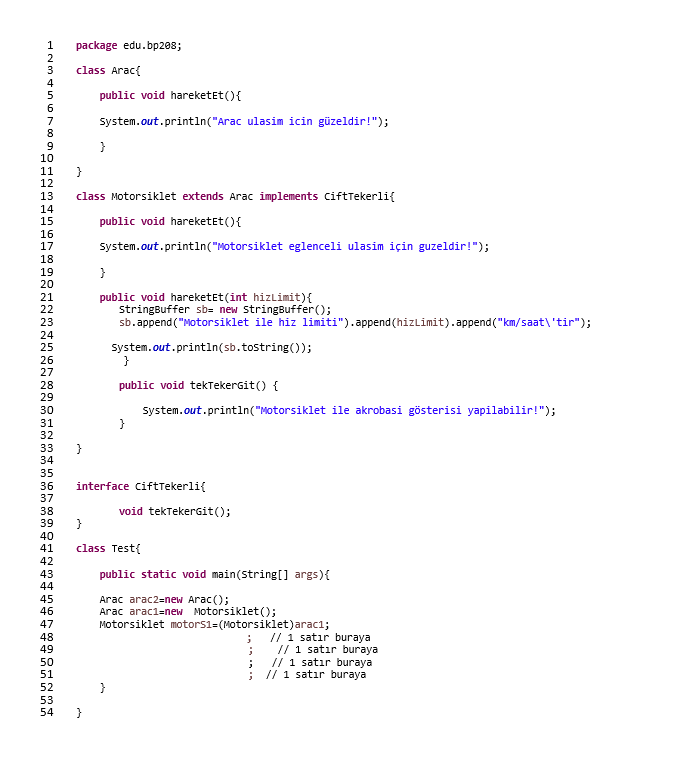 1 package edu.bp208;
2
3 class Arac{
4
5 public void hareketEt(){
6
7 System.out.println("Arac ulasim icin güzeldir!");
8
9 }
10
11 }
12
13 class Motorsiklet extends Arac implements CiftTekerli{
14
15 public void hareketEt(){
16
17 System.out.println("Motorsiklet eglenceli ulasim için guzeldir!");
18
19 }
20
21 public void hareketEt(int hizLimit){
22 StringBuffer sb= new StringBuffer();
23 sb.append("Motorsiklet ile hiz limiti").append(hizLimit).append("km/saat\'tir");
24
25 System.out.println(sb.toString());
26 }
27
28 public void tekTekerGit() {
29
30 System.out.println("Motorsiklet ile akrobasi gösterisi yapilabilir!");
31 }
32
33 }
34
35
36 interface CiftTekerli{
37
38 void tekTekerGit();
39 }
40
41 class Test{
42
43 public static void main(String[] args){
44
45 Arac arac2=new Arac();
46 Arac arac1=new Motorsiklet();
47 Motorsiklet motorS1=(Motorsiklet)arac1;
48 ; // 1 satır buraya
49 ; // 1 satır buraya
50 ; // 1 satır buraya
51 ; // 1 satır buraya
52 }
53
54 }